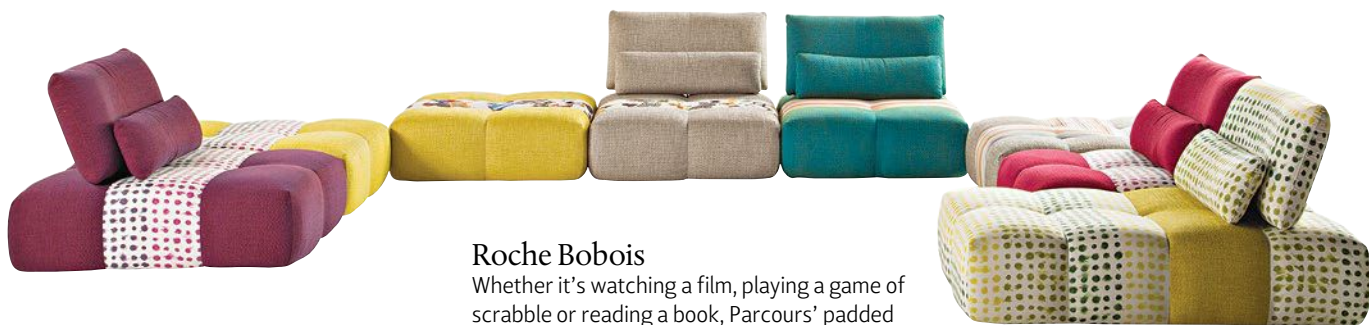 Roche Bobois
Whether it’s watching a film, playing a game of
scrabble or reading a book, Parcours’ padded